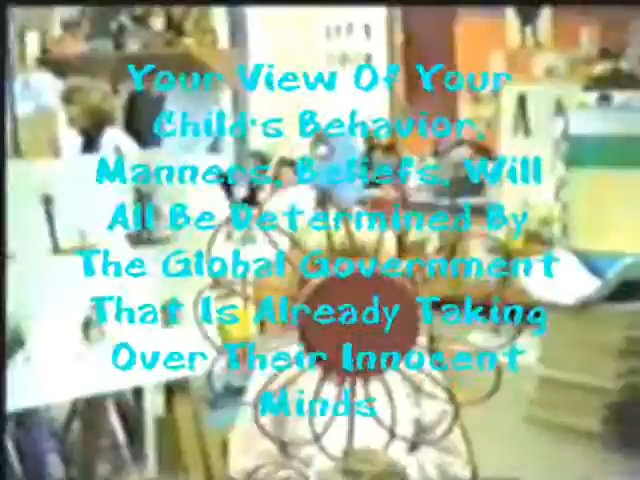 Your View Of Your
Child's Behavior,
Manners, Beliefs, Will
All Be Determined By
The Global Government
That Is Already Taking
Over Their Innocent
Minds